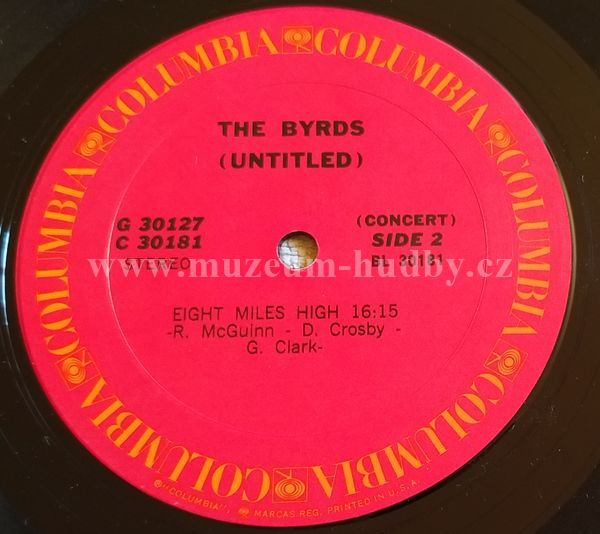 COLUMBIA COLUMBIA COLUMBIA COLUMBIA COLUMBIA COLUMBIA
THE BYRDS
(UNTITLED)
G 30127
C 30181
STEREO
(CONCERT)
SIDE 2
BL 30181
www.muzeum-hudby.cz
EIGHT MILES HIGH 16:15
-R. McGuinn - D. Crosby -
G. Clark-
® "COLUMBIA", MARCAS REG. PRINTED IN U.S.A.